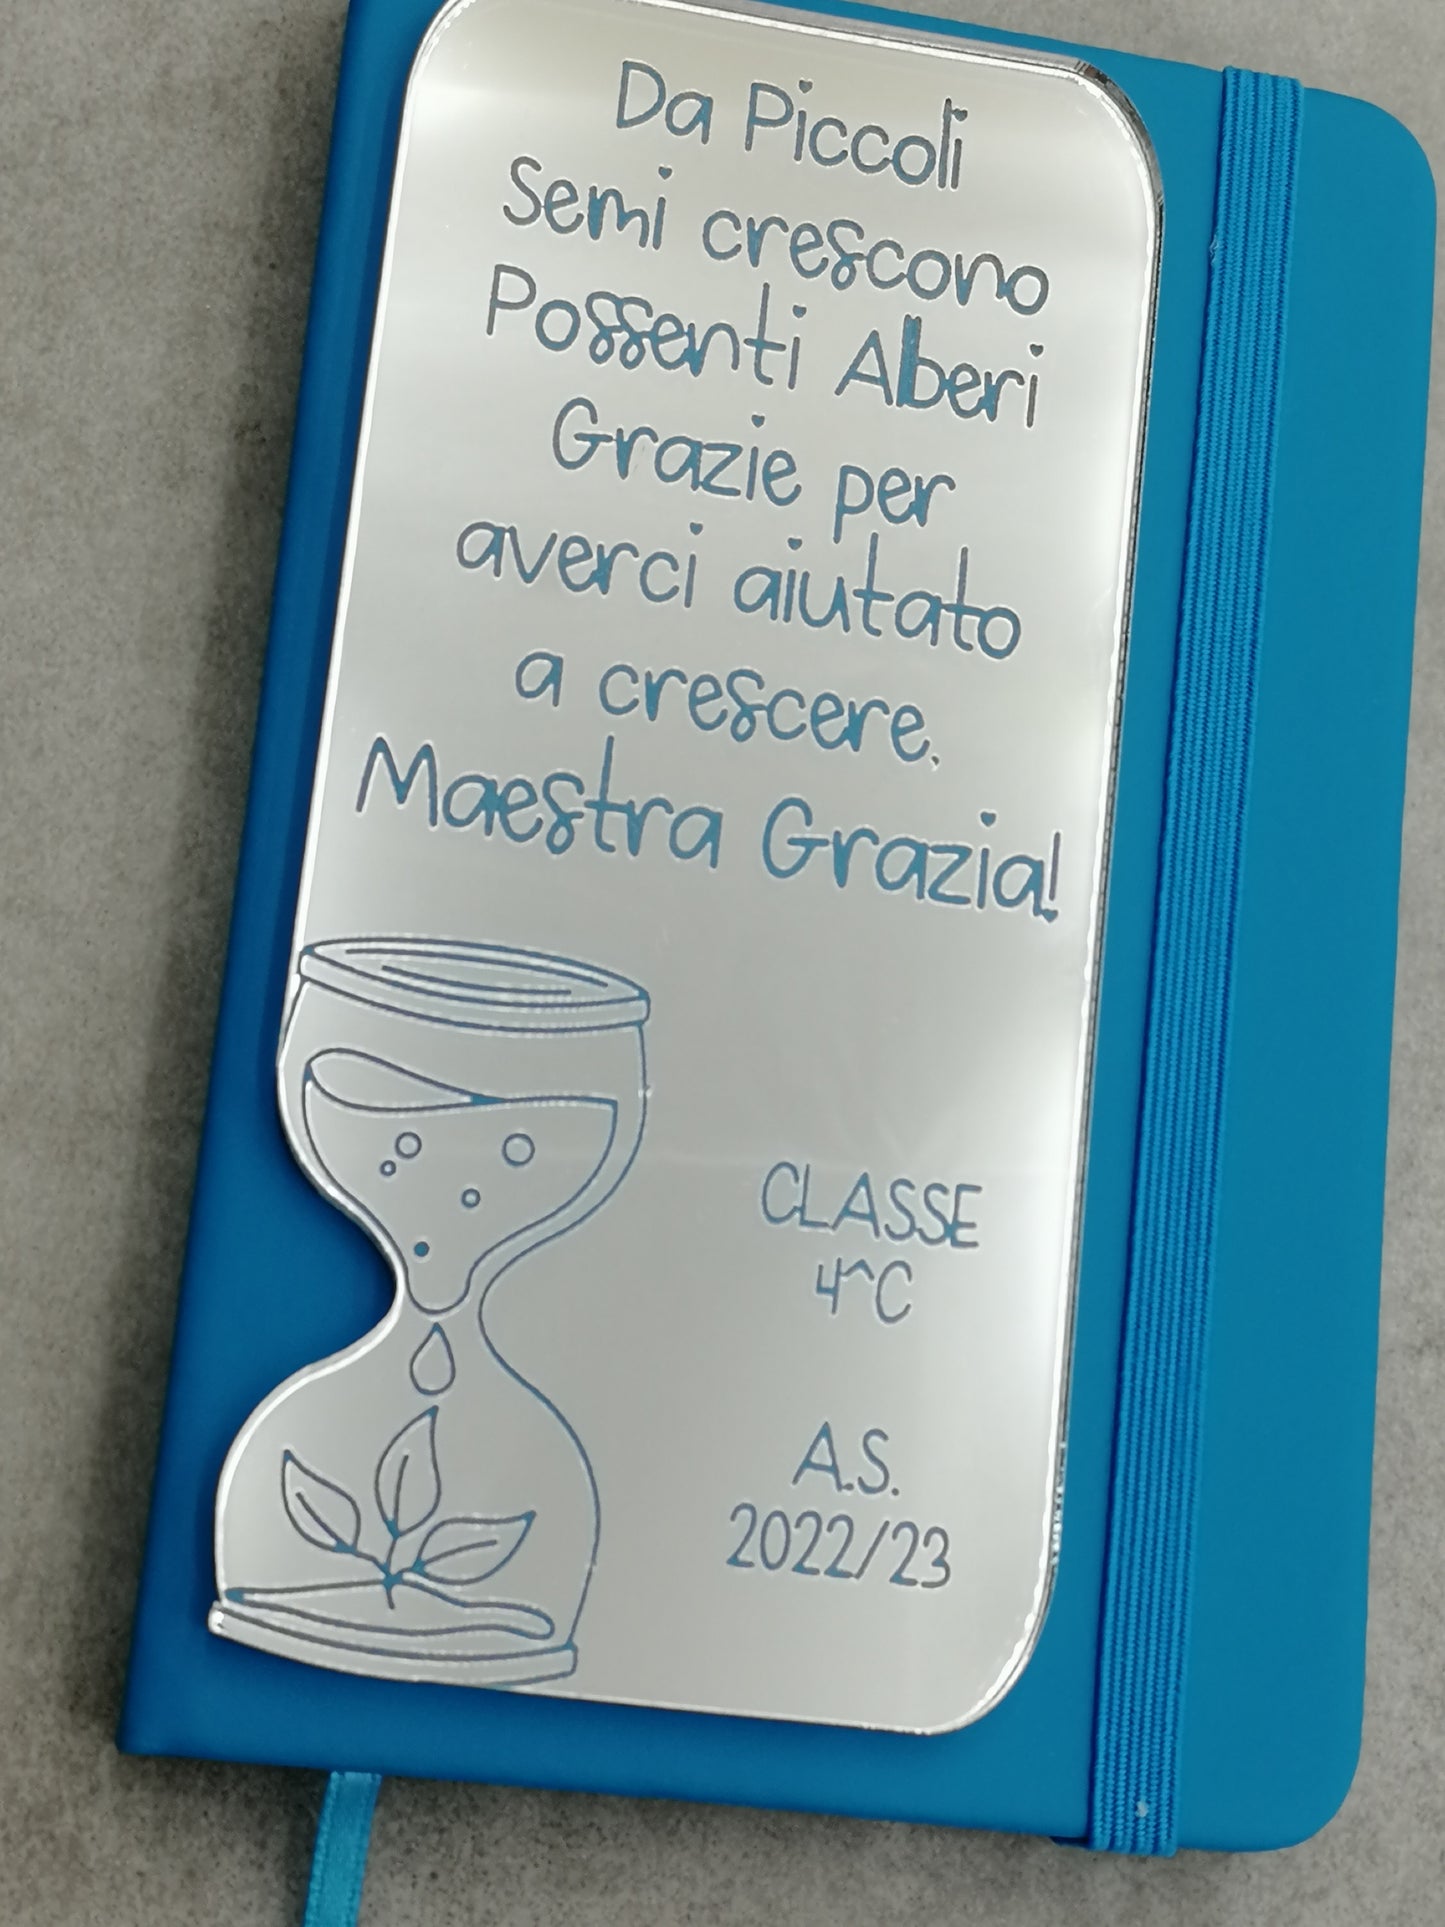 Da Piccoli
Semi crescono
Possenti Alberi
Grazie per
averci aiutato
a crescere.
Maestra Grazia!
CLASSE
4^C
A.S.
2022/23